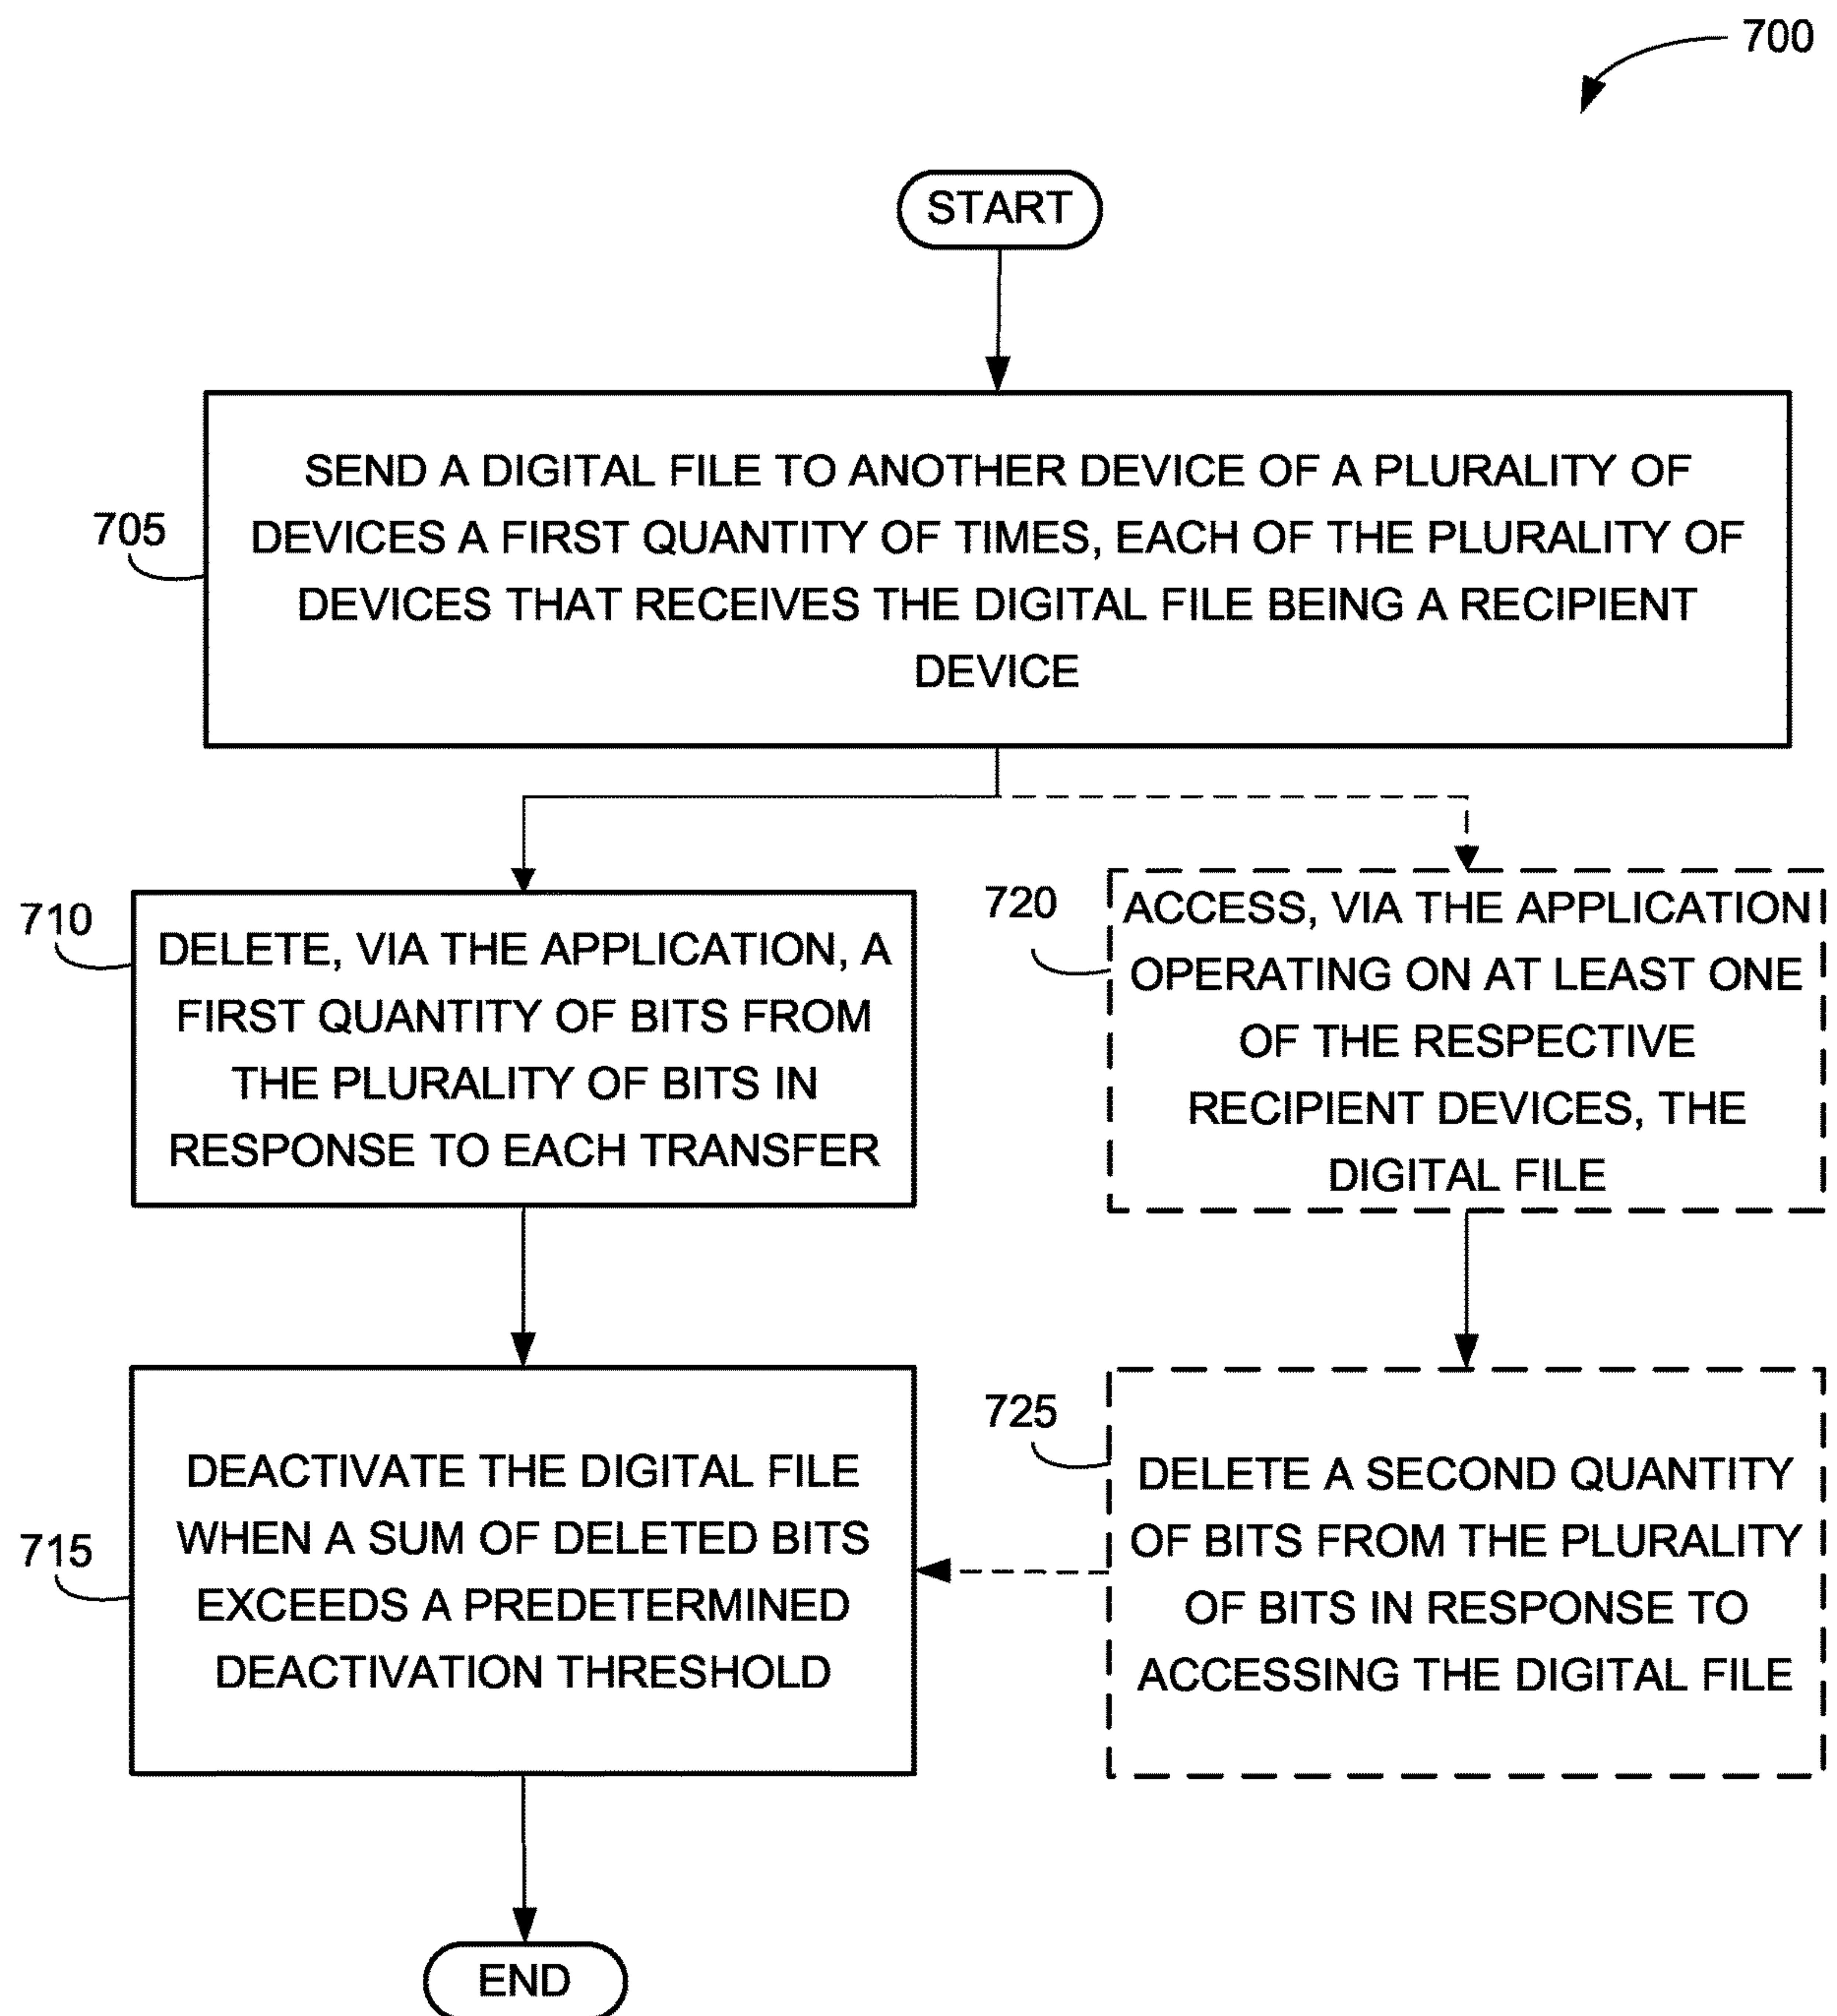 700
START
705
SEND A DIGITAL FILE TO ANOTHER DEVICE OF A PLURALITY OF
DEVICES A FIRST QUANTITY OF TIMES, EACH OF THE PLURALITY OF
DEVICES THAT RECEIVES THE DIGITAL FILE BEING A RECIPIENT
DEVICE
710
DELETE, VIA THE APPLICATION, A
FIRST QUANTITY OF BITS FROM
THE PLURALITY OF BITS IN
RESPONSE TO EACH TRANSFER
720
ACCESS, VIA THE APPLICATION
OPERATING ON AT LEAST ONE
OF THE RESPECTIVE
RECIPIENT DEVICES, THE
DIGITAL FILE
715
DEACTIVATE THE DIGITAL FILE
WHEN A SUM OF DELETED BITS
EXCEEDS A PREDETERMINED
DEACTIVATION THRESHOLD
725
DELETE A SECOND QUANTITY
OF BITS FROM THE PLURALITY
OF BITS IN RESPONSE TO
ACCESSING THE DIGITAL FILE
END